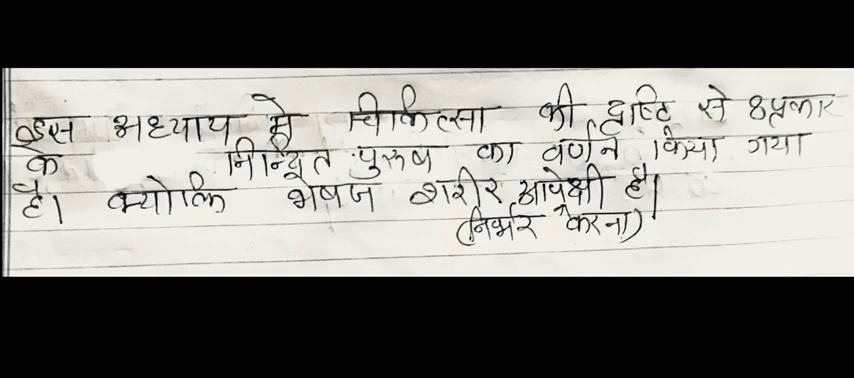 इस अध्याय मे चिकित्सा की दृष्टि से 8 प्रकार
के निन्दित पुरुष का वर्णन किया गया
है। क्योकि भेषज शरीर आपेक्षी है।
(निर्भर करना)